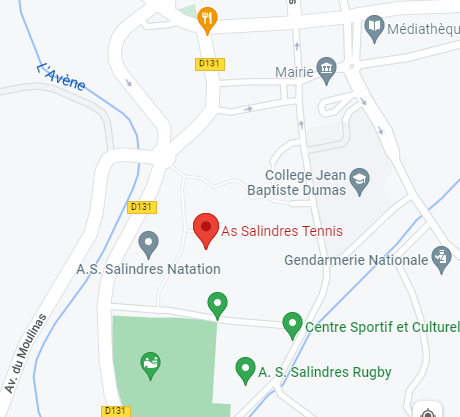 s
Médiathèqu
L'Avène
D131
Mairie
College Jean
Baptiste Dumas
D131
As Salindres Tennis
A.S. Salindres Natation
Gendarmerie Nationale
Centre Sportif et Culturel
Av. du Moulinas
A. S. Salindres Rugby
D131